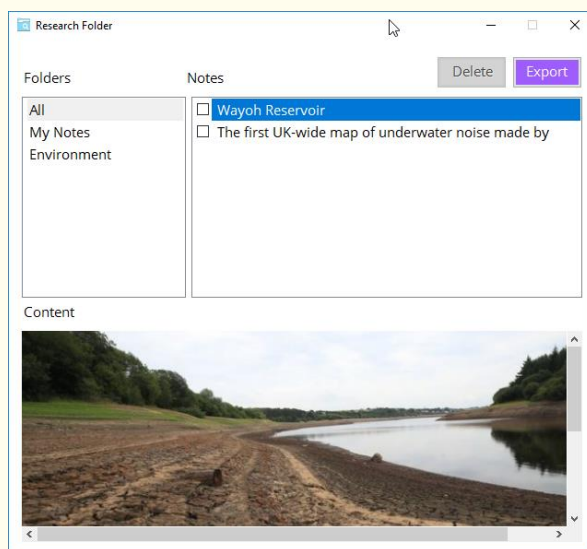 Research Folder
Folders
Notes
Delete
Export
All
My Notes
Environment
Wayoh Reservoir
The first UK-wide map of underwater noise made by
Content